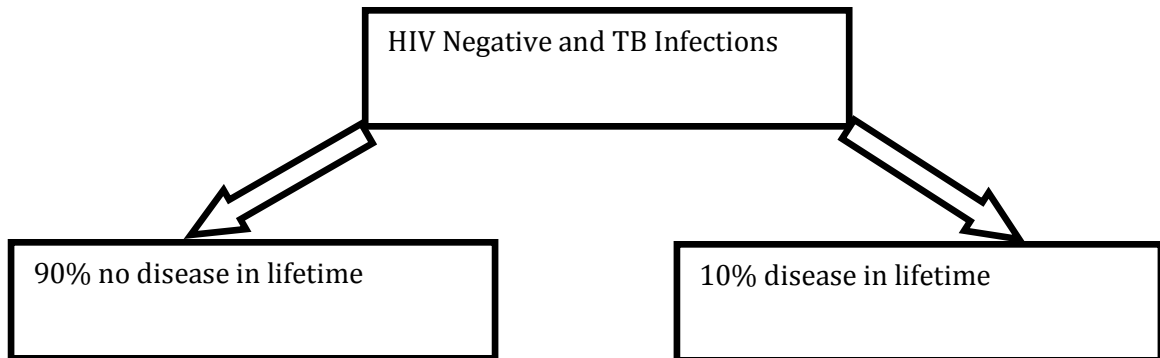 HIV Negative and TB Infections
90% no disease in lifetime
10% disease in lifetime